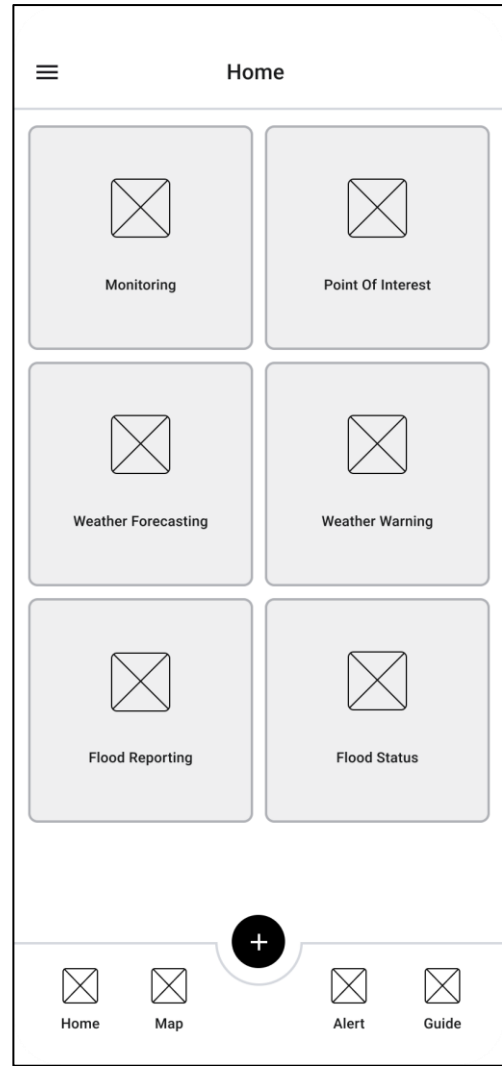 Home
Monitoring
Point Of Interest
Weather Forecasting
Weather Warning
Flood Reporting
Flood Status
+
Home
Map
Alert
Guide